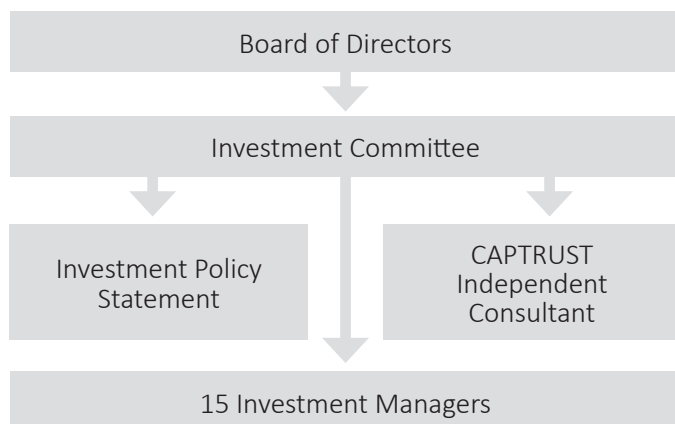 Board of Directors
Investment Committee
Investment Policy
Statement
CAPTRUST
Independent
Consultant
15 Investment Managers